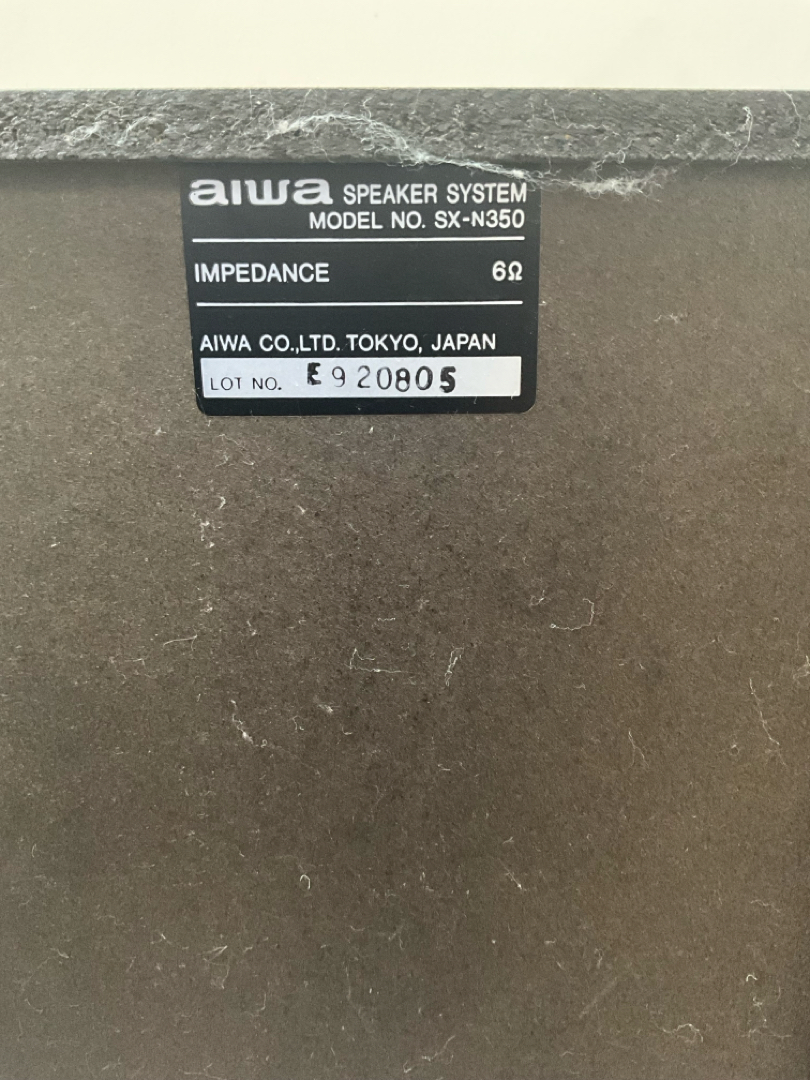 aiwa SPEAKER SYSTEM
MODEL NO. SX-N350
IMPEDANCE 6Ω
AIWA CO.,LTD. TOKYO, JAPAN
LOT NO. E920805